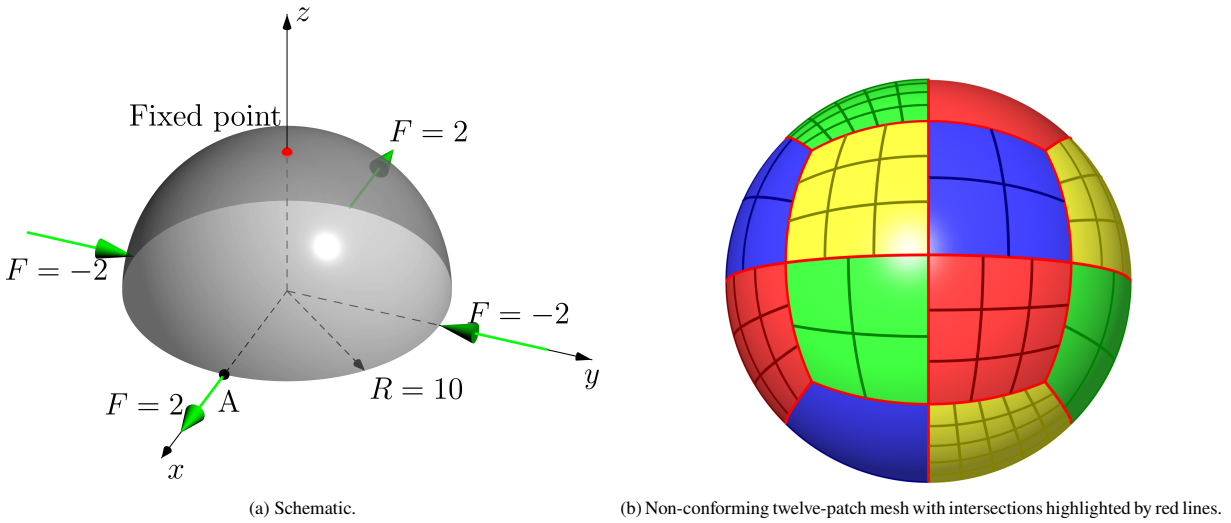 z
Fixed point
F = 2
F = −2
F = −2
y
R = 10
F = 2
A
x
(a) Schematic.
(b) Non-conforming twelve-patch mesh with intersections highlighted by red lines.